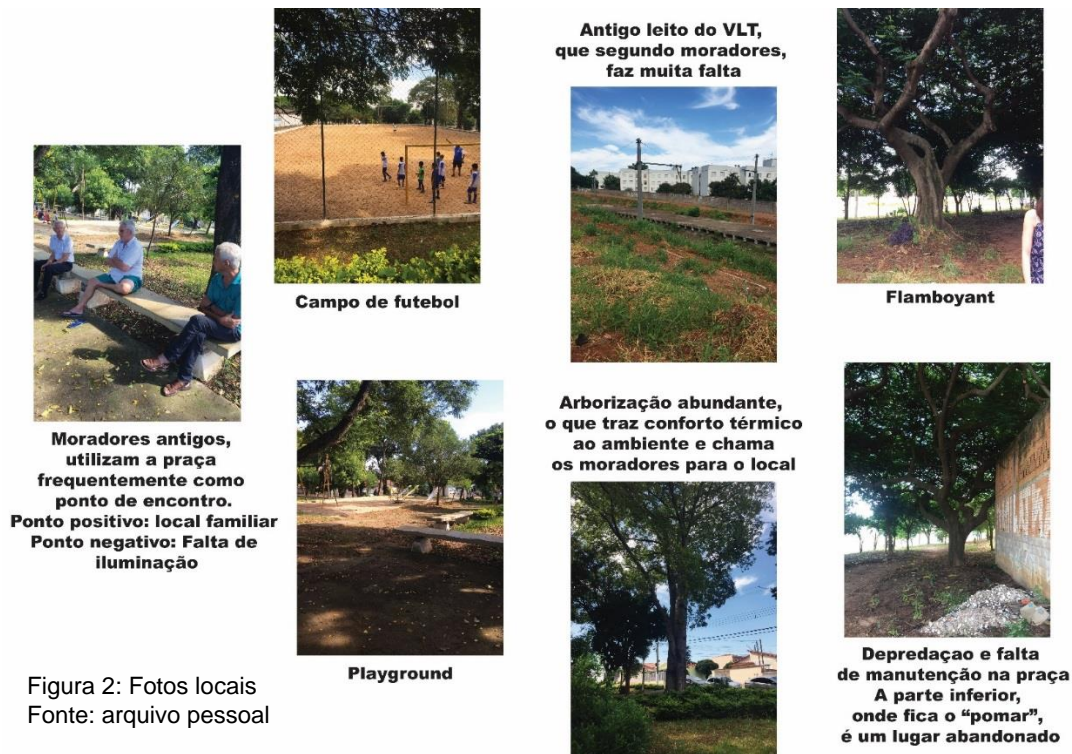 Moradores antigos,
utilizam a praça
frequentemente como
ponto de encontro.
Ponto positivo: local familiar
Ponto negativo: Falta de
iluminação
Campo de futebol
Playground
Antigo leito do VLT,
que segundo moradores,
faz muita falta
Arborização abundante,
o que traz conforto térmico
ao ambiente e chama
os moradores para o local
Flamboyant
Depredaçao e falta
de manutenção na praça
A parte inferior,
onde fica o “pomar”,
é um lugar abandonado
Figura 2: Fotos locais
Fonte: arquivo pessoal